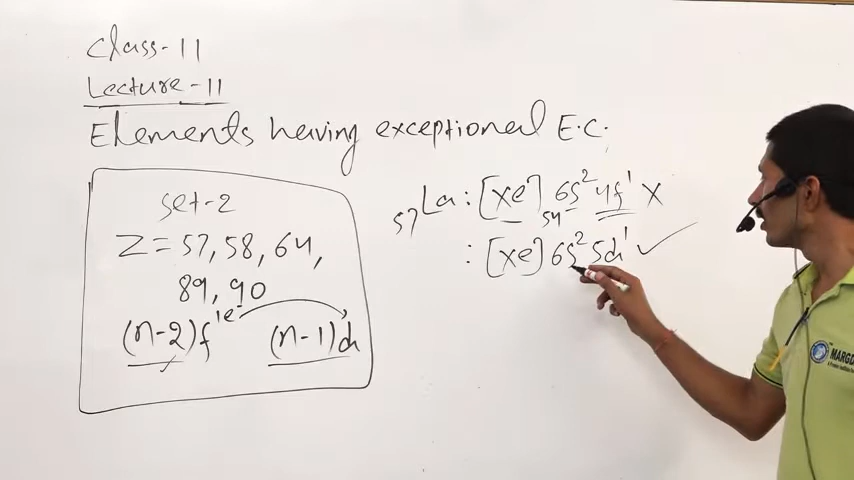 Class-11
Lecture-11
Elements having exceptional E.C.
Set-2
Z = 57, 58, 64,
89, 90
(n-2)f 1e- (n-1)d
57La : [Xe] 6s² 4f¹ X
54
: [Xe] 6s² 5d¹ ✓
MARGD